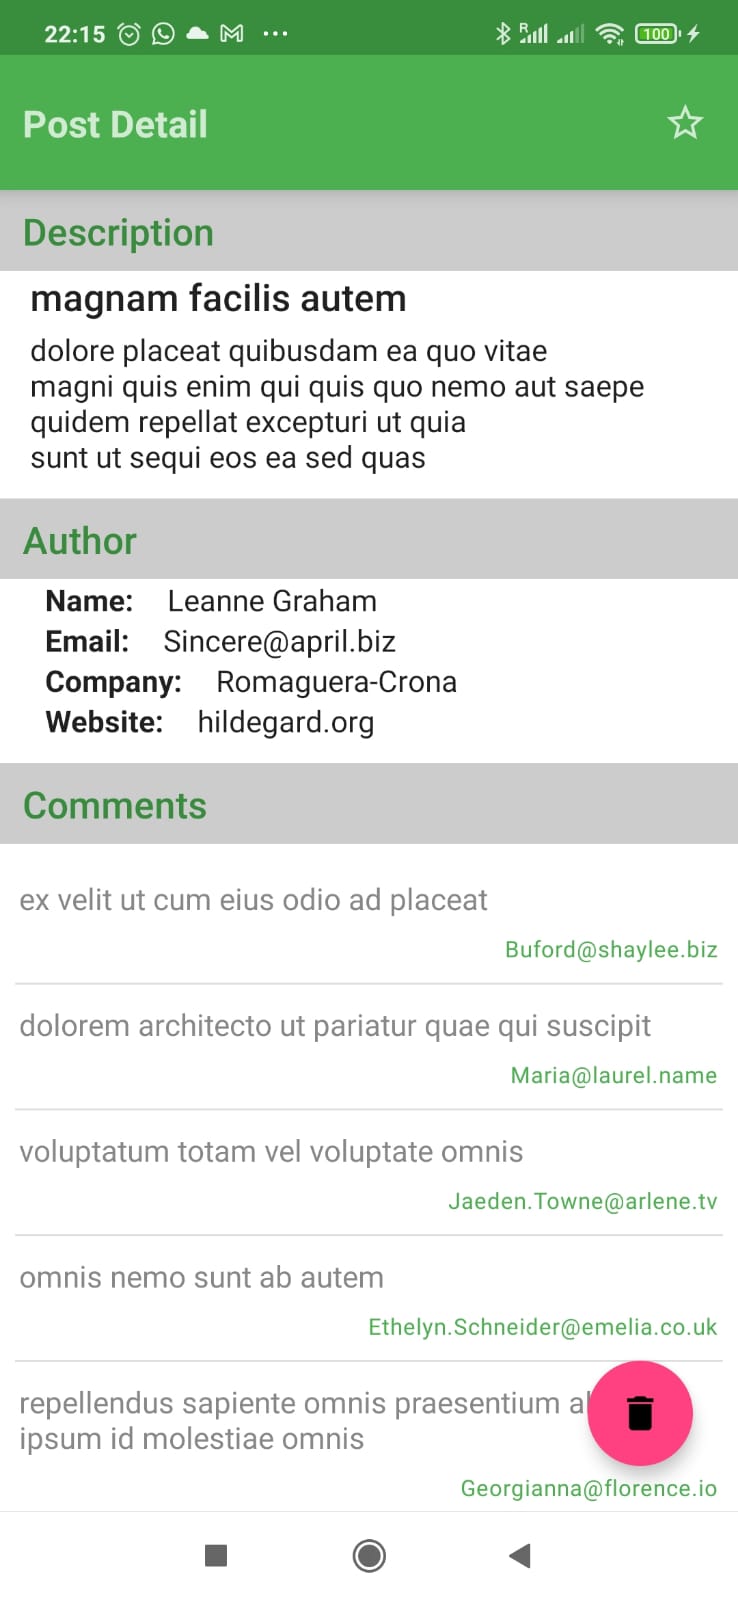 22:15
R
100
Post Detail
Description
magnam facilis autem
dolore placeat quibusdam ea quo vitae
magni quis enim qui quis quo nemo aut saepe
quidem repellat excepturi ut quia
sunt ut sequi eos ea sed quas
Author
Name: Leanne Graham
Email: Sincere@april.biz
Company: Romaguera-Crona
Website: hildegard.org
Comments
ex velit ut cum eius odio ad placeat
Buford@shaylee.biz
dolorem architecto ut pariatur quae qui suscipit
Maria@laurel.name
voluptatum totam vel voluptate omnis
Jaeden.Towne@arlene.tv
omnis nemo sunt ab autem
Ethelyn.Schneider@emelia.co.uk
repellendus sapiente omnis praesentium
ipsum id molestiae omnis
Georgianna@florence.io